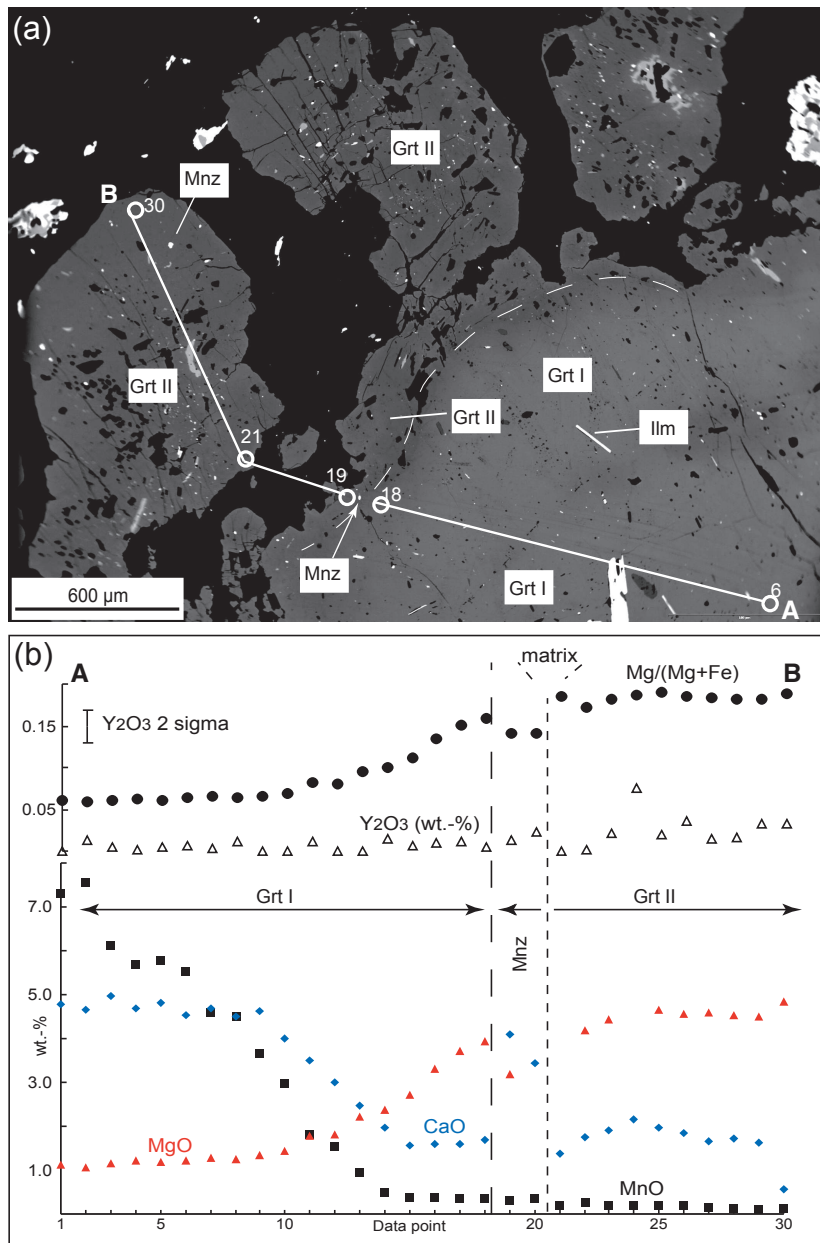 (a)
Grt II
Mnz
B
30
Grt I
Grt II
Grt II
Ilm
21
19
18
Mnz
6
Grt I
A
600 µm
(b)
A
matrix
B
Mg/(Mg+Fe)
0.15
Y2O3 2 sigma
0.05
Y2O3 (wt.-%)
Grt I
Grt II
7.0
Mnz
5.0
wt.-%
3.0
CaO
MgO
1.0
MnO
1 5 10 Data point 20 25 30